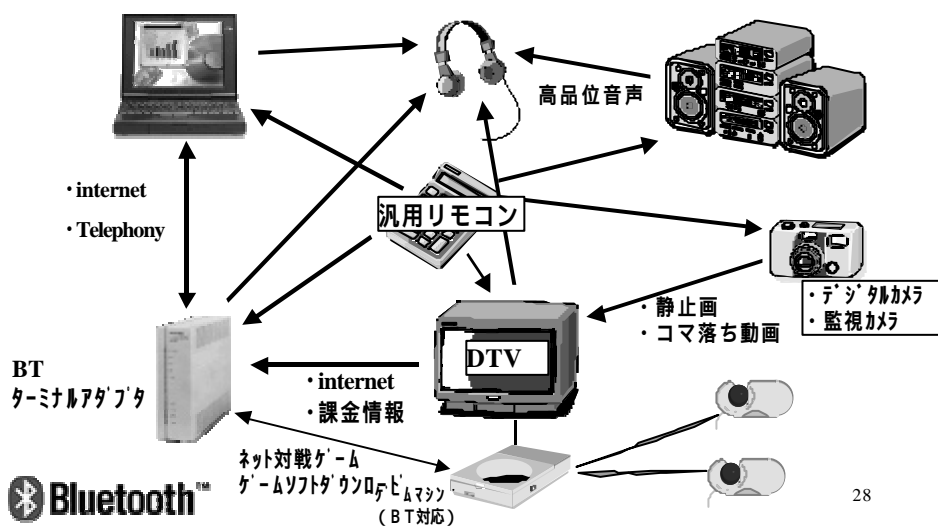 高品位音声
・internet
・Telephony
汎用リモコン
・デジタルカメラ
・監視カメラ
・静止画
・コマ落ち動画
DTV
BT
ターミナルアダプタ
・internet
・課金情報
ネット対戦ゲーム
ゲームソフトダウンロード
ゲームマシン
(BT対応)
Bluetooth™
28